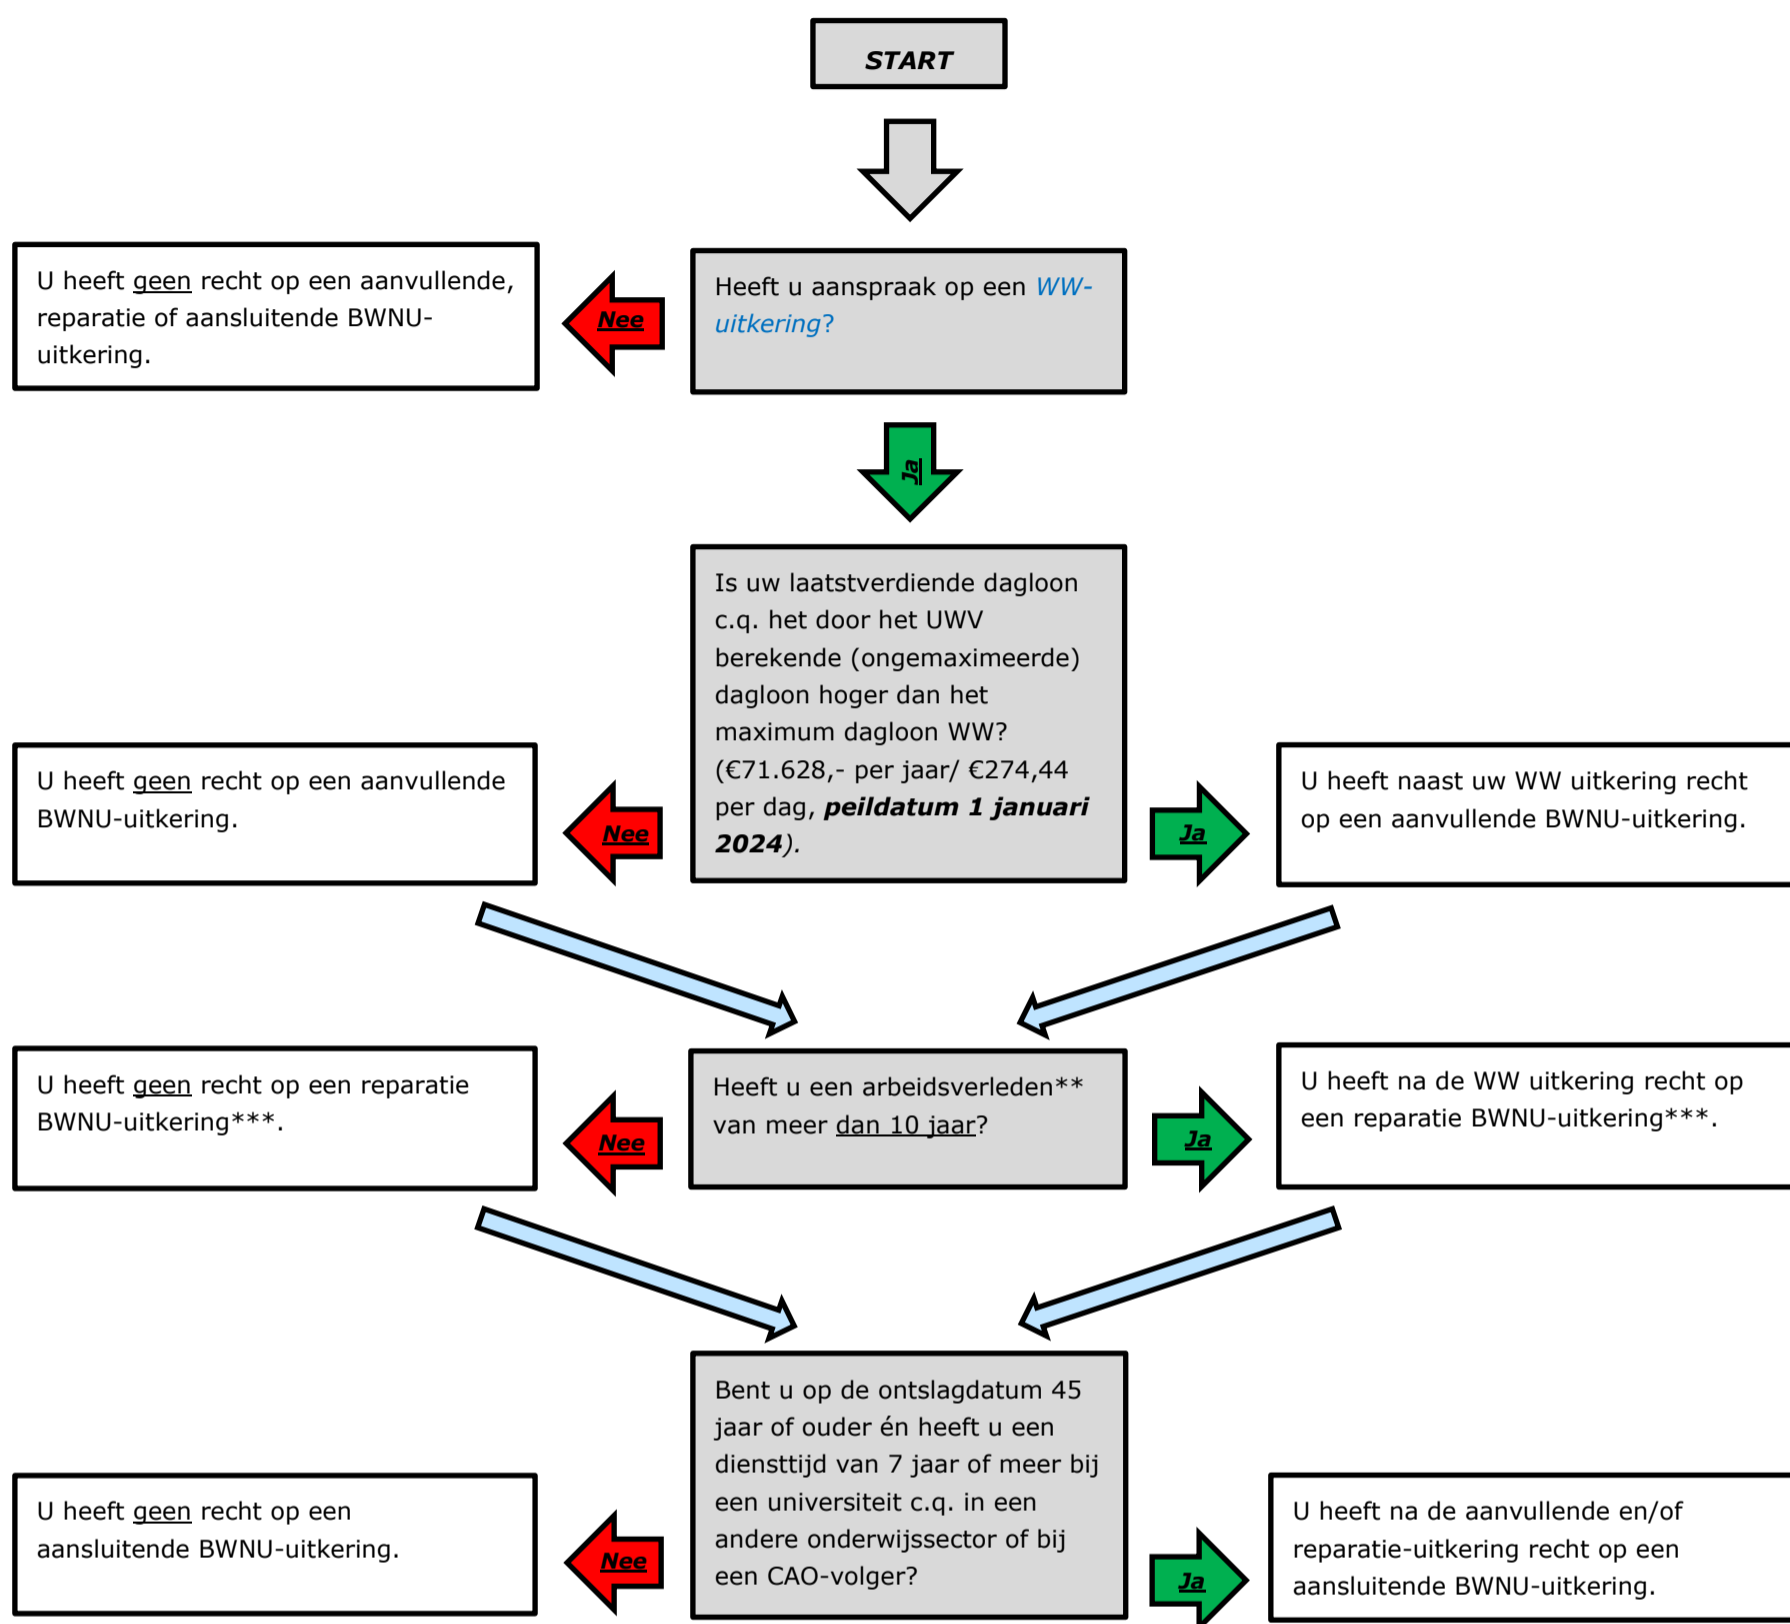 START
U heeft geen recht op een aanvullende,
reparatie of aansluitende BWNU-
uitkering.
Nee
Heeft u aanspraak op een WW-
uitkering?
Ja
Is uw laatstverdiende dagloon
c.q. het door het UWV
berekende (ongemaximeerde)
dagloon hoger dan het
maximum dagloon WW?
(€71.628,- per jaar/ €274,44
per dag, peildatum 1 januari
2024).
U heeft geen recht op een aanvullende
BWNU-uitkering.
Nee
Ja
U heeft naast uw WW uitkering recht
op een aanvullende BWNU-uitkering.
U heeft geen recht op een reparatie
BWNU-uitkering***.
Nee
Heeft u een arbeidsverleden**
van meer dan 10 jaar?
Ja
U heeft na de WW uitkering recht op
een reparatie BWNU-uitkering***.
Bent u op de ontslagdatum 45
jaar of ouder én heeft u een
diensttijd van 7 jaar of meer bij
een universiteit c.q. in een
andere onderwijssector of bij
een CAO-volger?
U heeft geen recht op een
aansluitende BWNU-uitkering.
Nee
Ja
U heeft na de aanvullende en/of
reparatie-uitkering recht op een
aansluitende BWNU-uitkering.